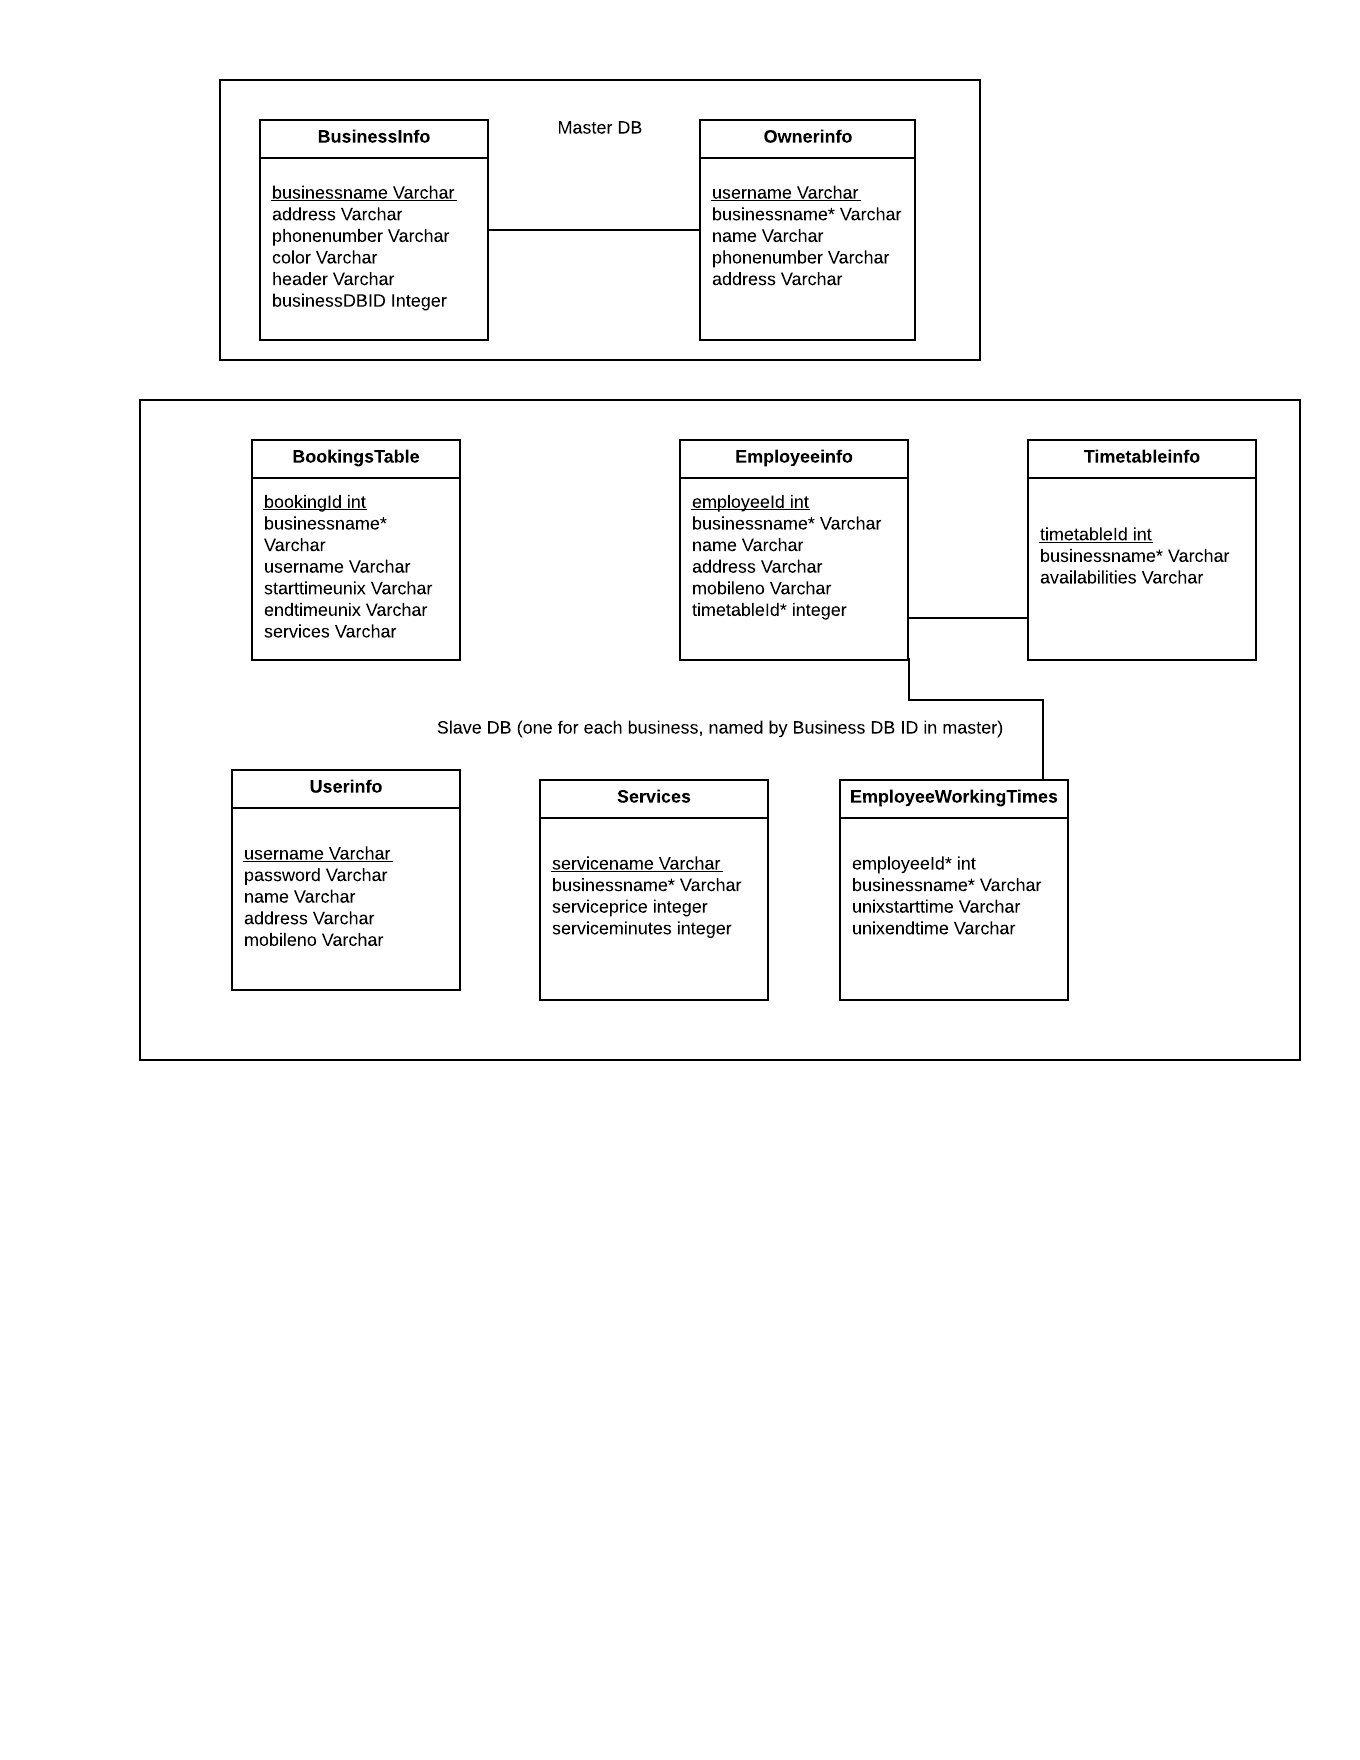 Master DB
BusinessInfo
businessname Varchar
address Varchar
phonenumber Varchar
color Varchar
header Varchar
businessDBID Integer
Ownerinfo
username Varchar
businessname* Varchar
name Varchar
phonenumber Varchar
address Varchar
BookingsTable
bookingId int
businessname*
Varchar
username Varchar
starttimeunix Varchar
endtimeunix Varchar
services Varchar
Employeeinfo
employeeId int
businessname* Varchar
name Varchar
address Varchar
mobileno Varchar
timetableId* integer
Timetableinfo
timetableId int
businessname* Varchar
availabilities Varchar
Slave DB (one for each business, named by Business DB ID in master)
Userinfo
username Varchar
password Varchar
name Varchar
address Varchar
mobileno Varchar
Services
servicename Varchar
businessname* Varchar
serviceprice integer
serviceminutes integer
EmployeeWorkingTimes
employeeId* int
businessname* Varchar
unixstarttime Varchar
unixendtime Varchar